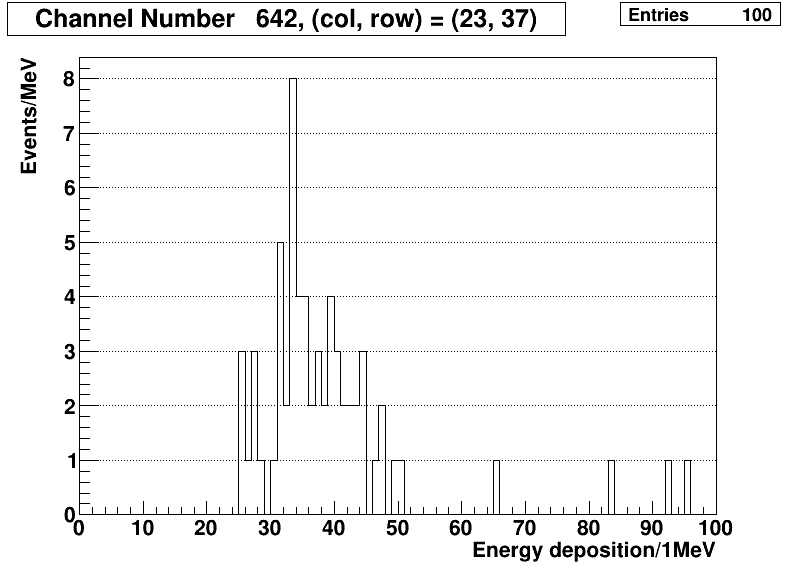 Channel Number 642, (col, row) = (23, 37)
Entries 100
Events/MeV
8
7
6
5
4
3
2
1
0
0 10 20 30 40 50 60 70 80 90 100
Energy deposition/1MeV